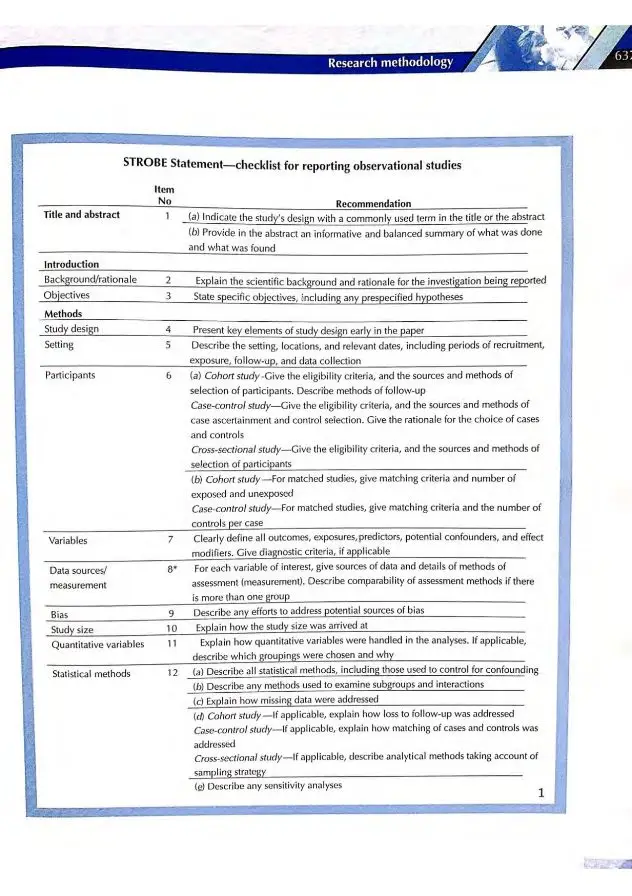 Research methodology
637
STROBE Statement—checklist for reporting observational studies
Item
No
Recommendation
Title and abstract 1 (a) Indicate the study's design with a commonly used term in the title or the abstract
(b) Provide in the abstract an informative and balanced summary of what was done
and what was found
Introduction
Background/rationale 2 Explain the scientific background and rationale for the investigation being reported
Objectives 3 State specific objectives, including any prespecified hypotheses
Methods
Study design 4 Present key elements of study design early in the paper
Setting 5 Describe the setting, locations, and relevant dates, including periods of recruitment,
exposure, follow-up, and data collection
Participants 6 (a) Cohort study-Give the eligibility criteria, and the sources and methods of
selection of participants. Describe methods of follow-up
Case-control study—Give the eligibility criteria, and the sources and methods of
case ascertainment and control selection. Give the rationale for the choice of cases
and controls
Cross-sectional study—Give the eligibility criteria, and the sources and methods of
selection of participants
(b) Cohort study—For matched studies, give matching criteria and number of
exposed and unexposed
Case-control study—For matched studies, give matching criteria and the number of
controls per case
Variables 7 Clearly define all outcomes, exposures, predictors, potential confounders, and effect
modifiers. Give diagnostic criteria, if applicable
Data sources/ 8* For each variable of interest, give sources of data and details of methods of
measurement assessment (measurement). Describe comparability of assessment methods if there
is more than one group
Bias 9 Describe any efforts to address potential sources of bias
Study size 10 Explain how the study size was arrived at
Quantitative variables 11 Explain how quantitative variables were handled in the analyses. If applicable,
describe which groupings were chosen and why
Statistical methods 12 (a) Describe all statistical methods, including those used to control for confounding
(b) Describe any methods used to examine subgroups and interactions
(c) Explain how missing data were addressed
(d) Cohort study—If applicable, explain how loss to follow-up was addressed
Case-control study—If applicable, explain how matching of cases and controls was
addressed
Cross-sectional study—If applicable, describe analytical methods taking account of
sampling strategy
(e) Describe any sensitivity analyses
1